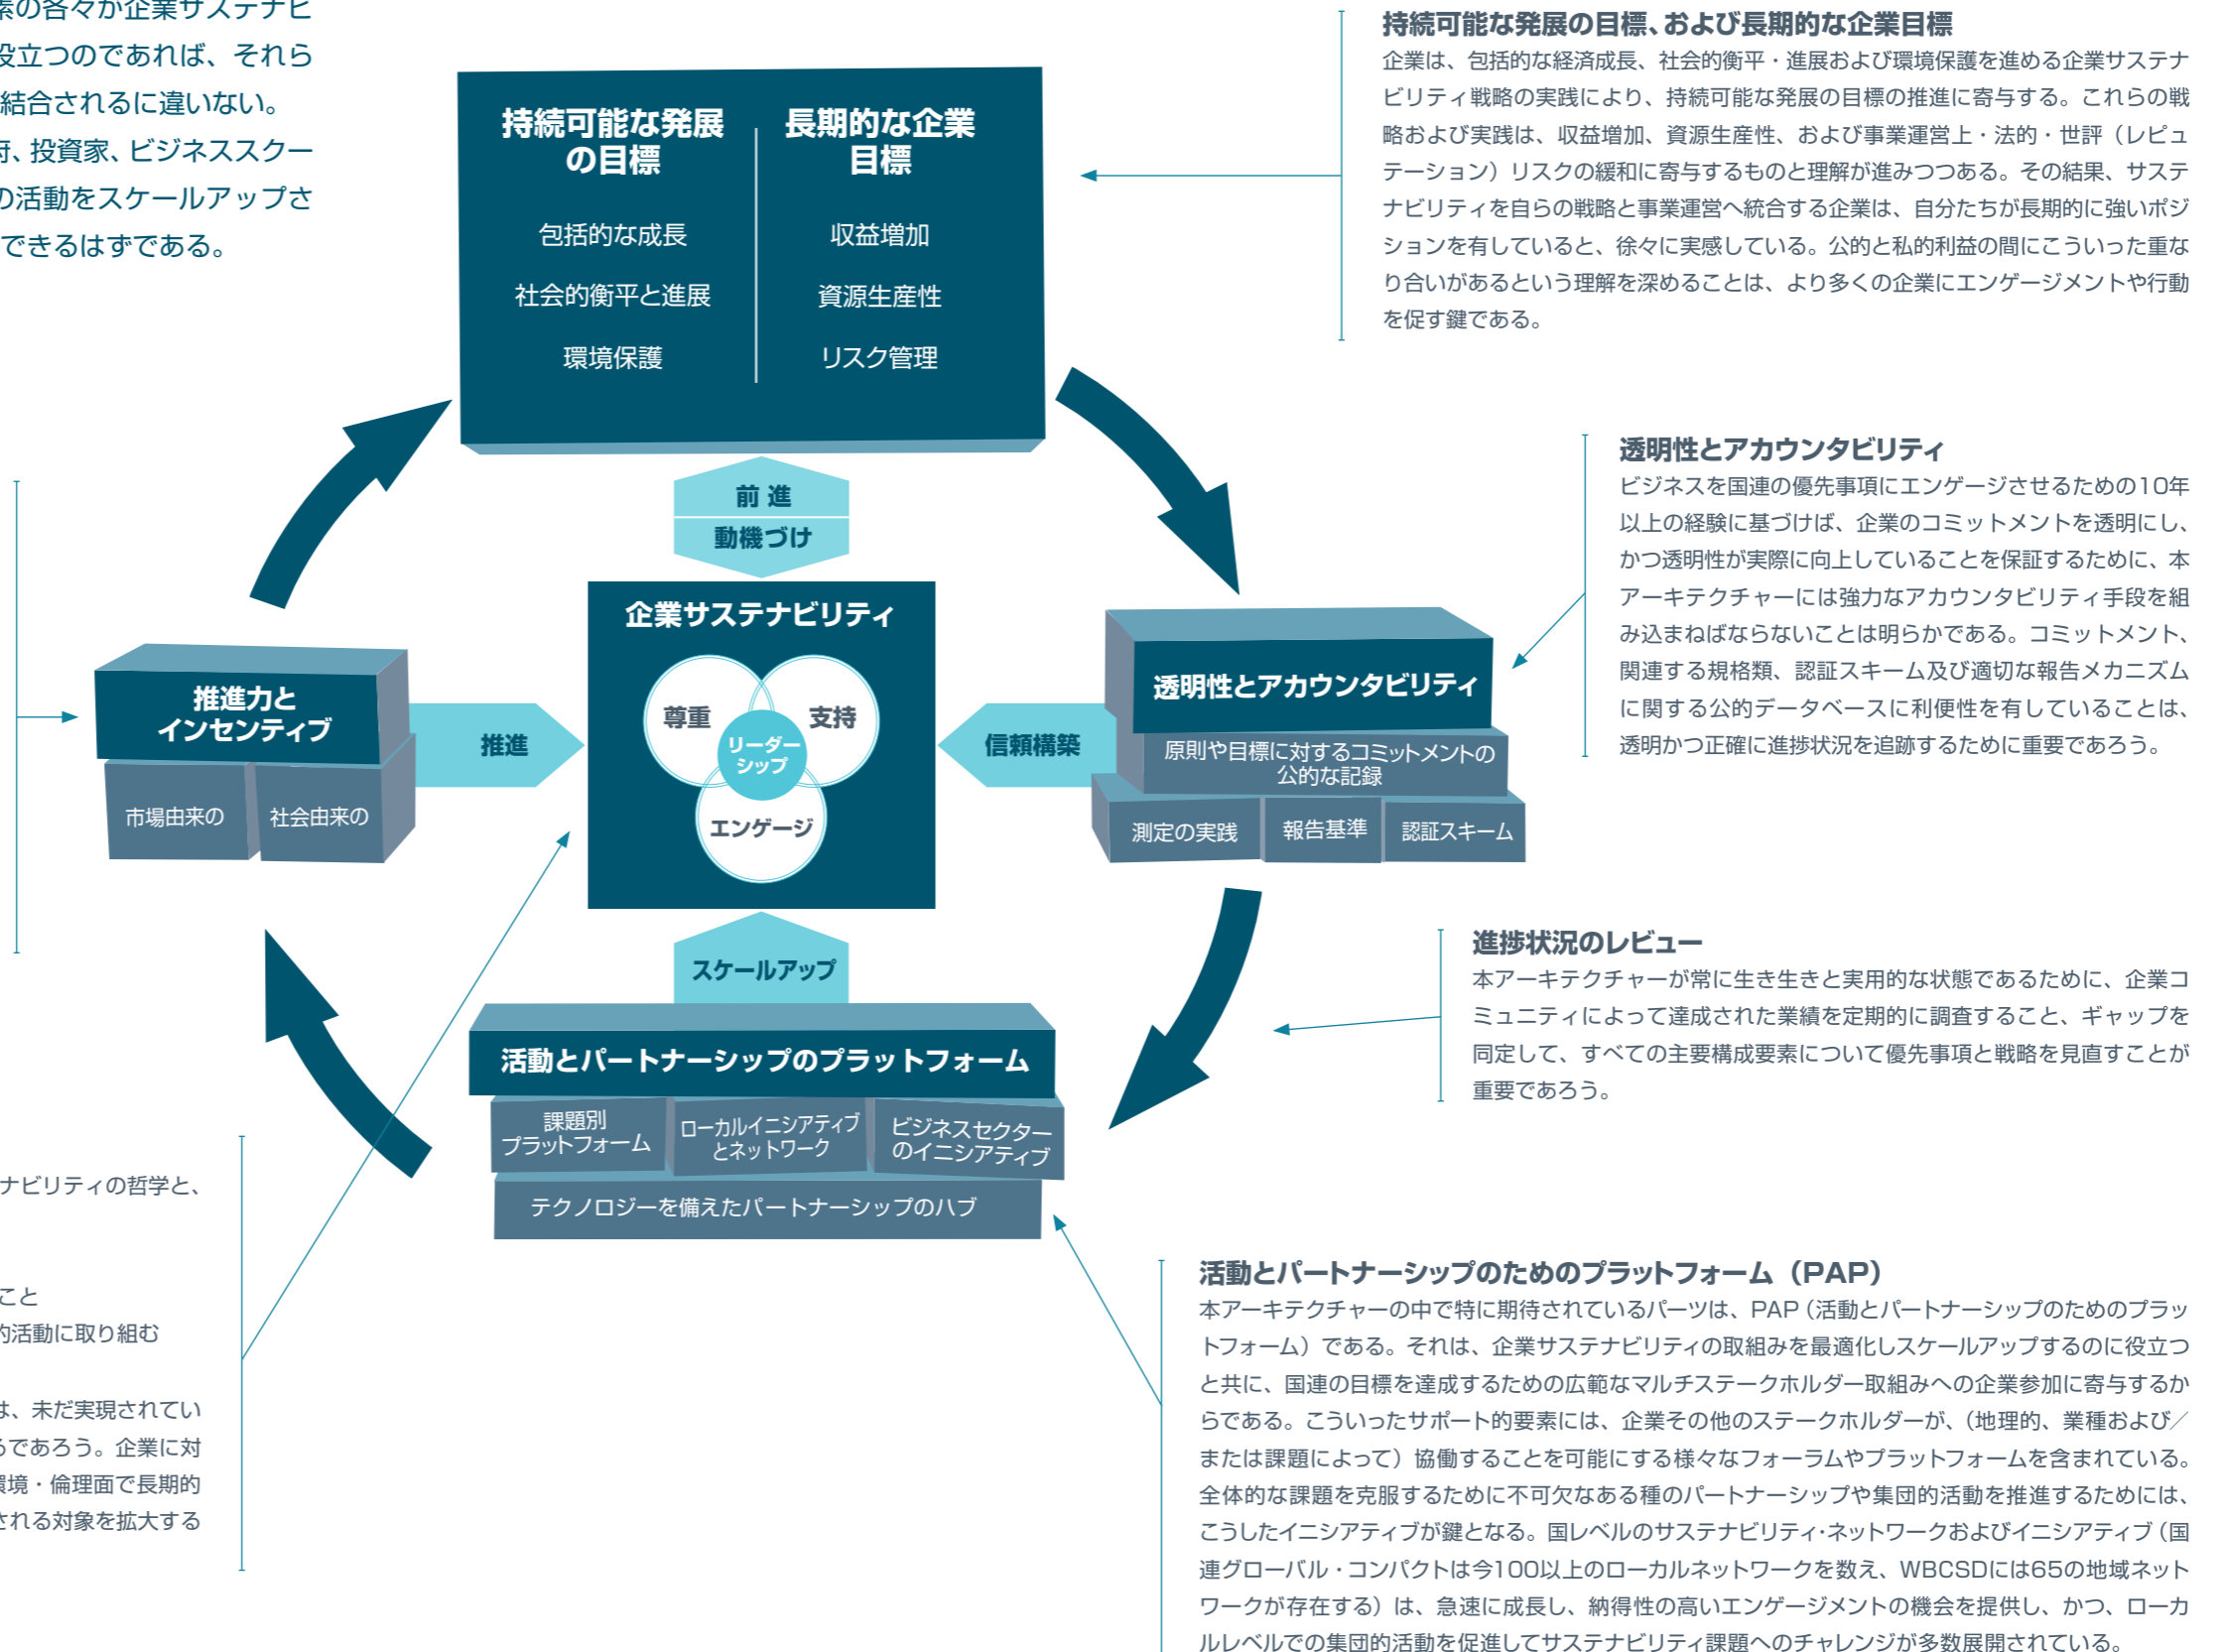 素の各々が企業サステナビ
役立つのであれば、それら
結合されるに違いない。
府、投資家、ビジネススクー
の活動をスケールアップさ
できるはずである。
持続可能な発展
の目標
包括的な成長
社会的衡平と進展
環境保護
長期的な企業
目標
収益増加
資源生産性
リスク管理
持続可能な発展の目標、および長期的な企業目標
企業は、包括的な経済成長、社会的衡平・進展および環境保護を進める企業サステナ
ビリティ戦略の実践により、持続可能な発展の目標の推進に寄与する。これらの戦
略および実践は、収益増加、資源生産性、および事業運営上・法的・世評（レピュ
テーション）リスクの緩和に寄与するものと理解が進みつつある。その結果、サステ
ナビリティを自らの戦略と事業運営へ統合する企業は、自分たちが長期的に強いポジ
ションを有していると、徐々に実感している。公的と私的利益の間にこういった重な
り合いがあるという理解を深めることは、より多くの企業にエンゲージメントや行動
を促す鍵である。
前 進
動機づけ
企業サステナビリティ
尊重
支持
リーダー
シップ
エンゲージ
推進力と
インセンティブ
市場由来の
社会由来の
推進
信頼構築
透明性とアカウンタビリティ
原則や目標に対するコミットメントの
公的な記録
測定の実践
報告基準
認証スキーム
透明性とアカウンタビリティ
ビジネスを国連の優先事項にエンゲージさせるための10年
以上の経験に基づけば、企業のコミットメントを透明にし、
かつ透明性が実際に向上していることを保証するために、本
アーキテクチャーには強力なアカウンタビリティ手段を組
み込まねばならないことは明らかである。コミットメント、
関連する規格類、認証スキーム及び適切な報告メカニズム
に関する公的データベースに利便性を有していることは、
透明かつ正確に進捗状況を追跡するために重要であろう。
スケールアップ
活動とパートナーシップのプラットフォーム
課題別
プラットフォーム
ローカルイニシアティブ
とネットワーク
ビジネスセクター
のイニシアティブ
テクノロジーを備えたパートナーシップのハブ
進捗状況のレビュー
本アーキテクチャーが常に生き生きと実用的な状態であるために、企業コ
ミュニティによって達成された業績を定期的に調査すること、ギャップを
同定して、すべての主要構成要素について優先事項と戦略を見直すことが
重要であろう。
ナビリティの哲学と、
こと
的活動に取り組む
は、未だ実現されてい
るであろう。企業に対
環境・倫理面で長期的
される対象を拡大する
活動とパートナーシップのためのプラットフォーム（PAP）
本アーキテクチャーの中で特に期待されているパーツは、PAP（活動とパートナーシップのためのプラッ
トフォーム）である。それは、企業サステナビリティの取組みを最適化しスケールアップするのに役立つ
と共に、国連の目標を達成するための広範なマルチステークホルダー取組みへの企業参加に寄与するか
らである。こういったサポート的要素には、企業その他のステークホルダーが、（地理的、業種および／
または課題によって）協働することを可能にする様々なフォーラムやプラットフォームを含まれている。
全体的な課題を克服するために不可欠なある種のパートナーシップや集団的活動を推進するためには、
こうしたイニシアティブが鍵となる。国レベルのサステナビリティ・ネットワークおよびイニシアティブ（国
連グローバル・コンパクトは今100以上のローカルネットワークを数え、WBCSDには65の地域ネット
ワークが存在する）は、急速に成長し、納得性の高いエンゲージメントの機会を提供し、かつ、ローカ
ルレベルでの集団的活動を促進してサステナビリティ課題へのチャレンジが多数展開されている。